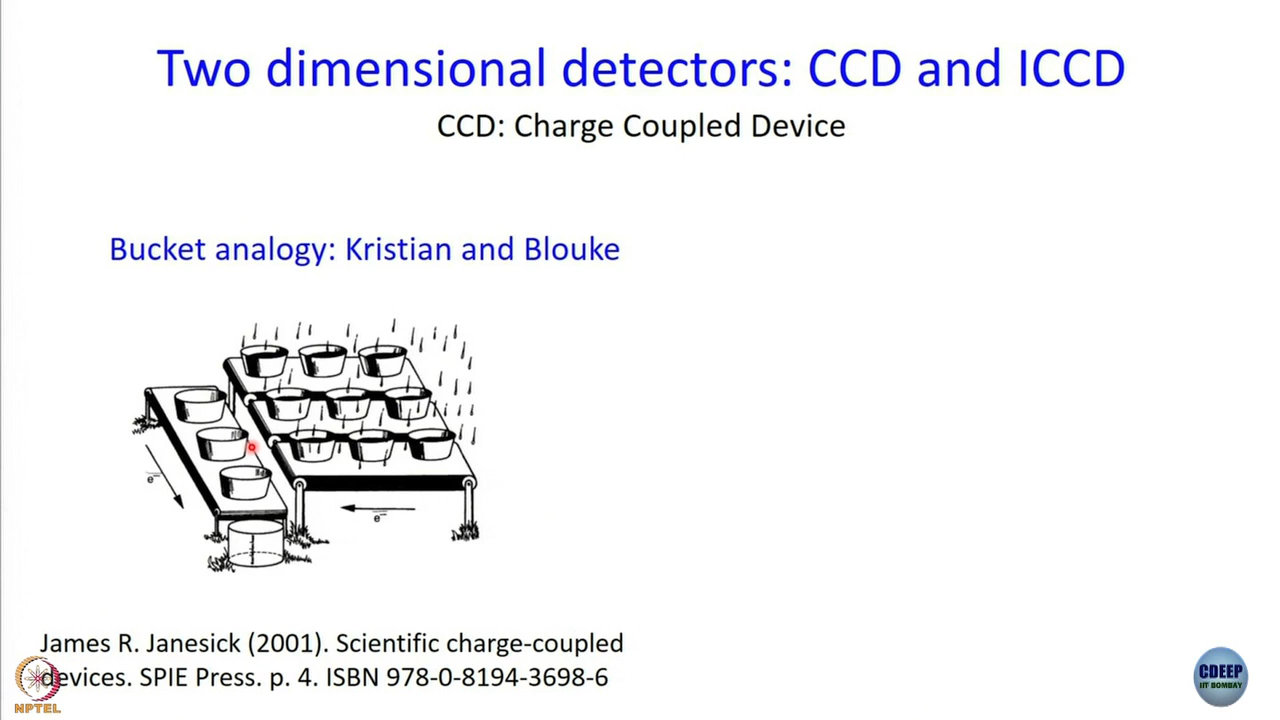 Two dimensional detectors: CCD and ICCD
CCD: Charge Coupled Device
Bucket analogy: Kristian and Blouke
e⁻
e⁻
James R. Janesick (2001). Scientific charge-coupled
devices. SPIE Press. p. 4. ISBN 978-0-8194-3698-6
NPTEL
CDEEP
IIT BOMBAY